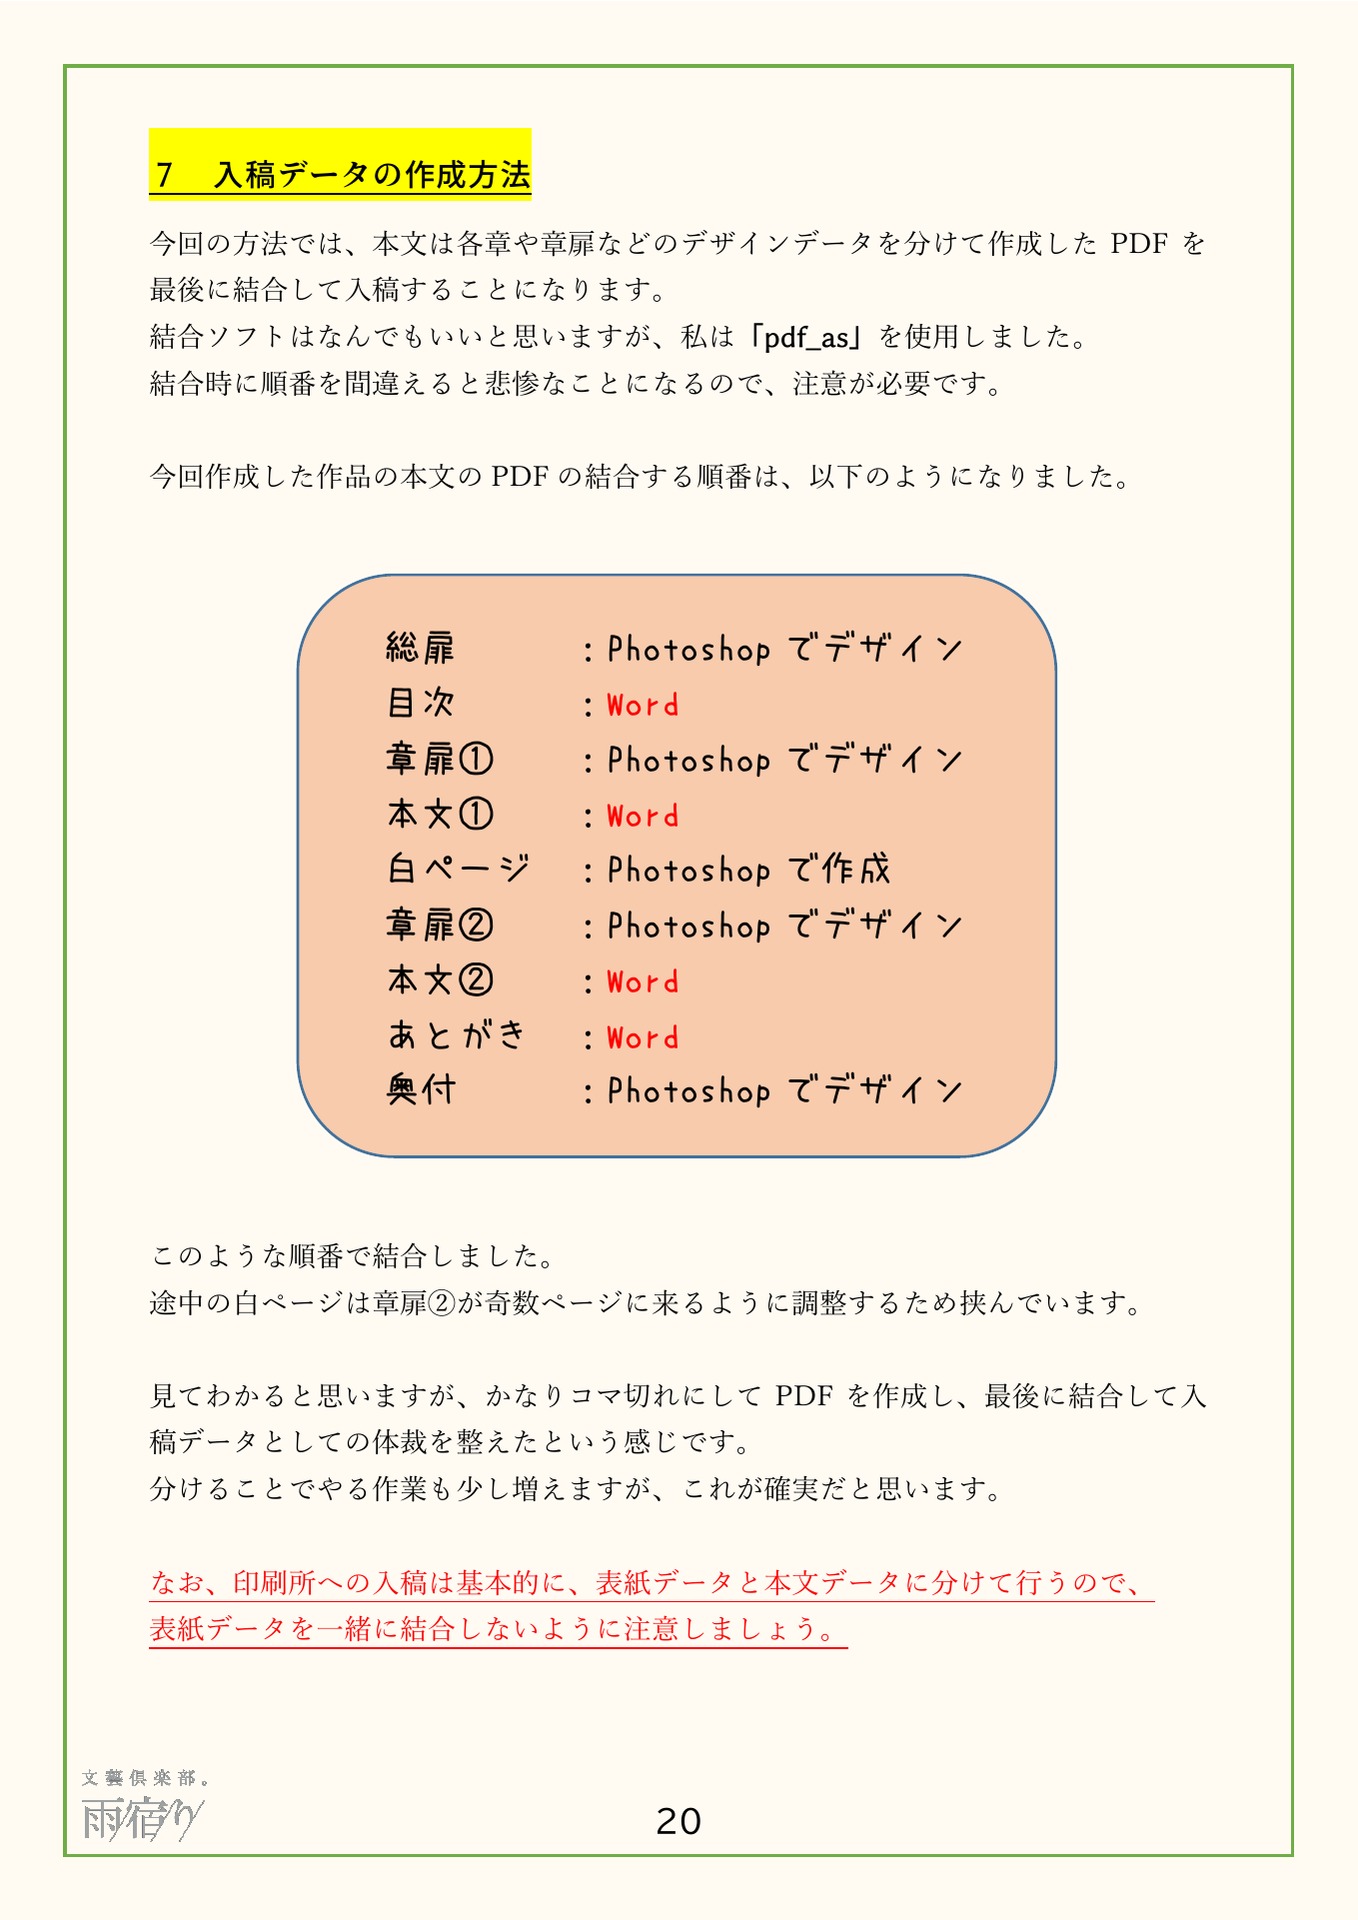 7　入稿データの作成方法
今回の方法では、本文は各章や章扉などのデザインデータを分けて作成した PDF を
最後に結合して入稿することになります。
結合ソフトはなんでもいいと思いますが、私は「pdf_as」を使用しました。
結合時に順番を間違えると悲惨なことになるので、注意が必要です。
今回作成した作品の本文の PDF の結合する順番は、以下のようになりました。
総扉　：Photoshop でデザイン
目次　：Word
章扉①　：Photoshop でデザイン
本文①　：Word
白ページ　：Photoshop で作成
章扉②　：Photoshop でデザイン
本文②　：Word
あとがき　：Word
奥付　：Photoshop でデザイン
このような順番で結合しました。
途中の白ページは章扉②が奇数ページに来るように調整するため挟んでいます。
見てわかると思いますが、かなりコマ切れにして PDF を作成し、最後に結合して入
稿データとしての体裁を整えたという感じです。
分けることでやる作業も少し増えますが、これが確実だと思います。
なお、印刷所への入稿は基本的に、表紙データと本文データに分けて行うので、
表紙データを一緒に結合しないように注意しましょう。
文藝倶楽部。
雨宿り
20